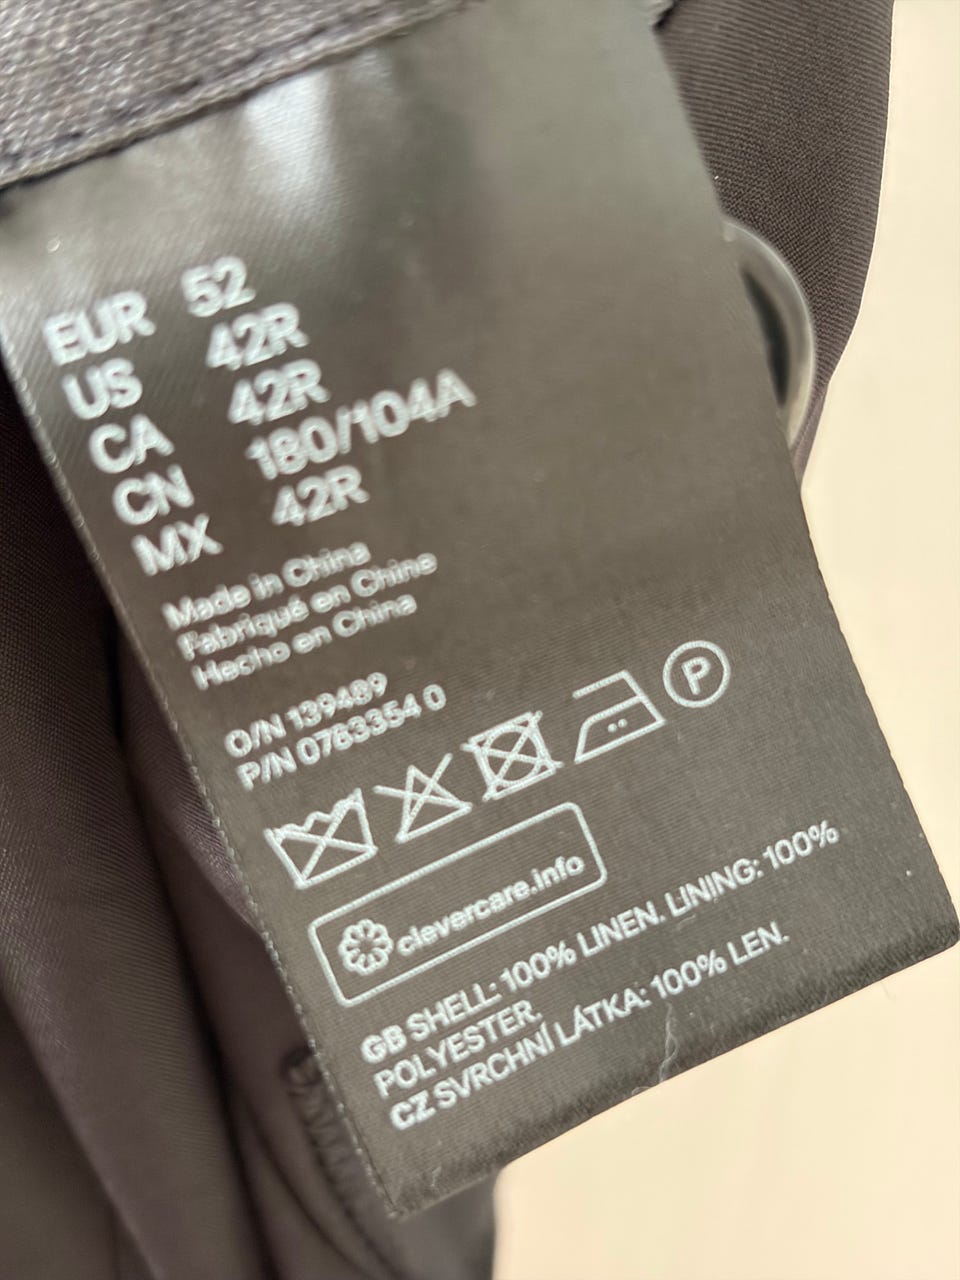 EUR 52
US 42R
CA 42R
CN 180/104A
MX 42R
Made in China
Fabriqué en Chine
Hecho en China
O/N 139489
P/N 0763354 0
P
clevercare.info
GB SHELL: 100% LINEN. LINING: 100%
POLYESTER.
CZ SVRCHNÍ LÁTKA: 100% LEN.